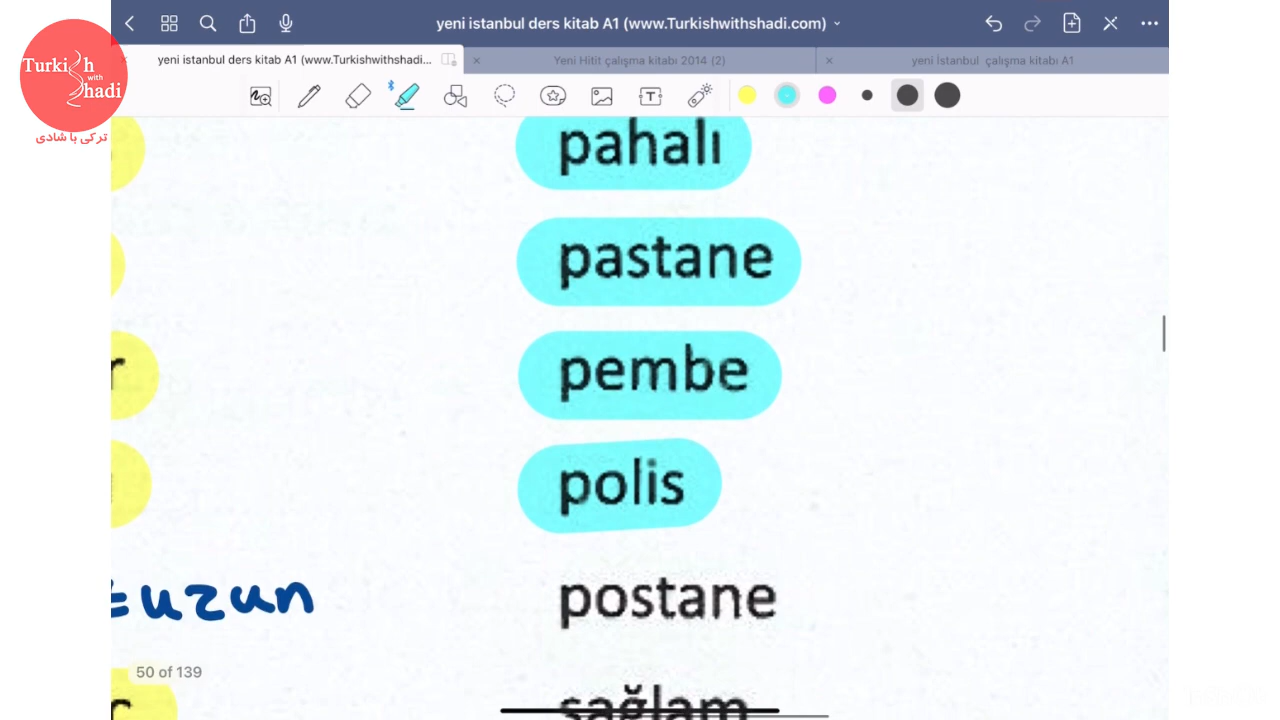 yeni istanbul ders kitab A1 (www.Turkishwithshadi.com)
yeni istanbul ders kitab A1 (www.Turkishwithshadi...
Yeni Hitit çalışma kitabı 2014 (2)
yeni İstanbul çalışma kitabı A1
Turkish
with
Shadi
ترکی با شادی
pahalı
pastane
pembe
polis
=uzun
postane
50 of 139
sağlam